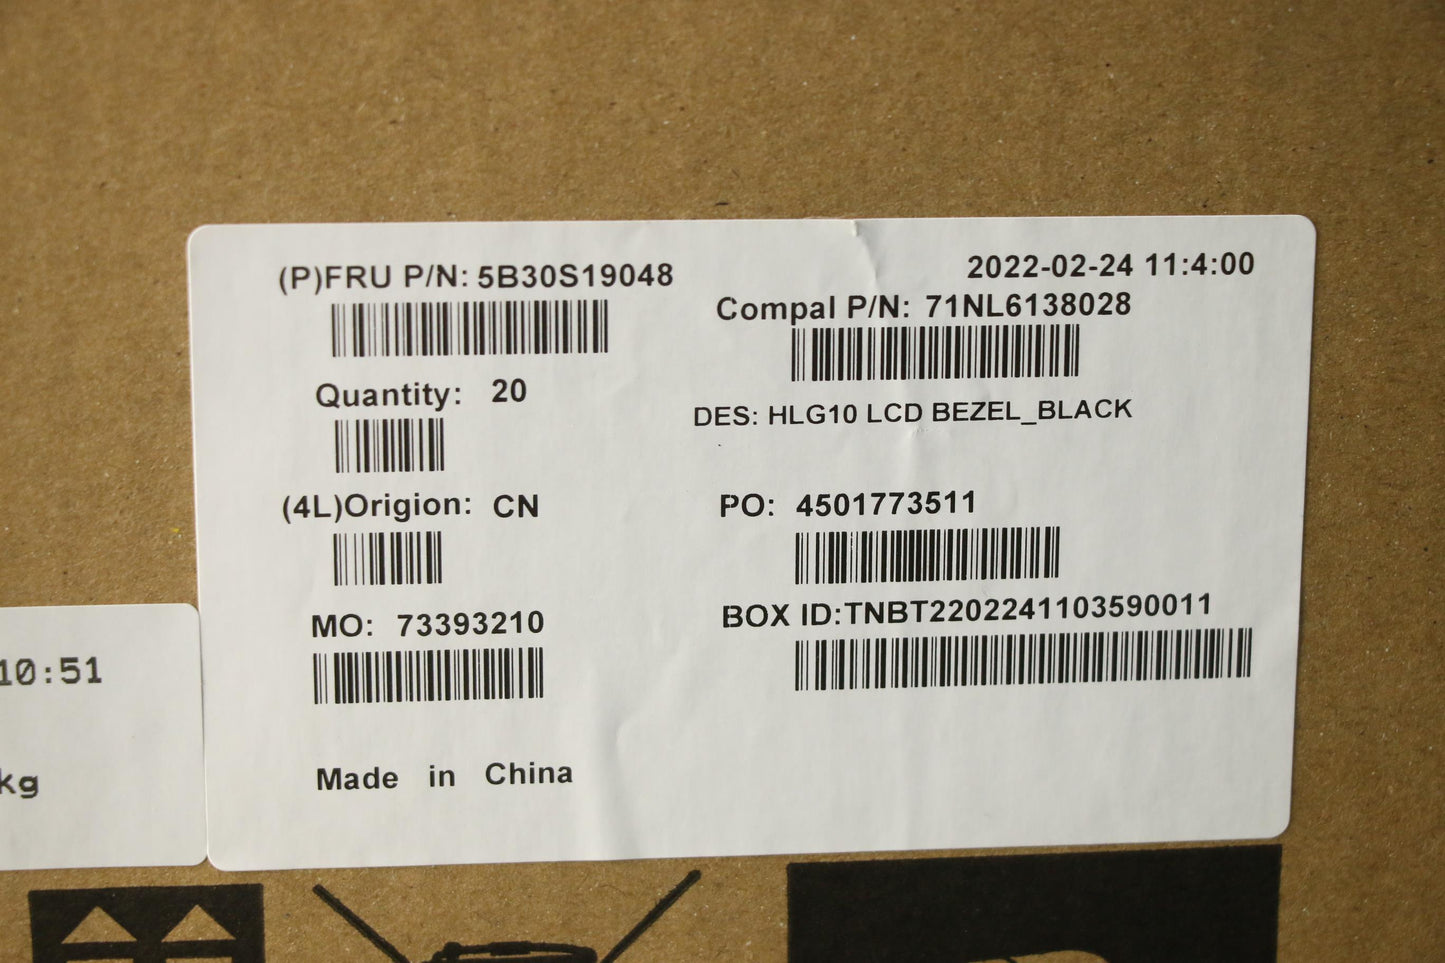 (P)FRU P/N: 5B30S19048
2022-02-24 11:4:00
Compal P/N: 71NL6138028
Quantity: 20
DES: HLG10 LCD BEZEL_BLACK
(4L)Origion: CN
PO: 4501773511
MO: 73393210
BOX ID:TNBT2202241103590011
Made in China
10:51
kg